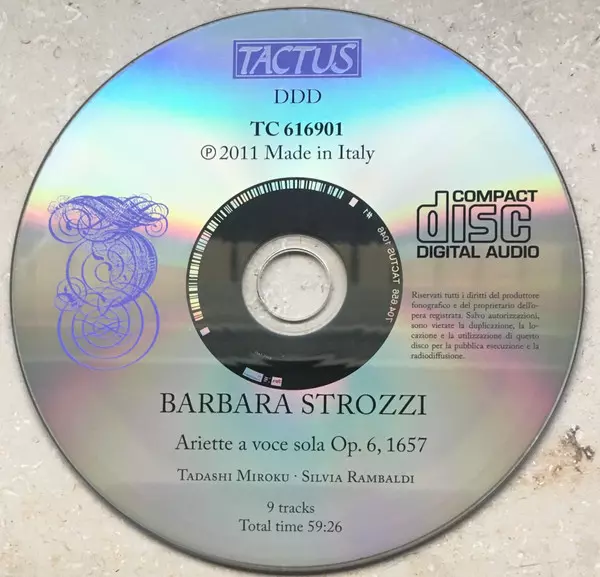 TACTUS
DDD
TC 616901
℗ 2011 Made in Italy
COMPACT
disc
DIGITAL AUDIO
Riservati tutti i diritti del produttore
fonografico e del proprietario dell'o-
pera registrata. Salvo autorizzazioni,
sono vietate la duplicazione, la lo-
cazione e la utilizzazione di questo
disco per la pubblica esecuzione e la
radiodiffusione.
BARBARA STROZZI
Ariette a voce sola Op. 6, 1657
TADASHI MIROKU · SILVIA RAMBALDI
9 tracks
Total time 59:26